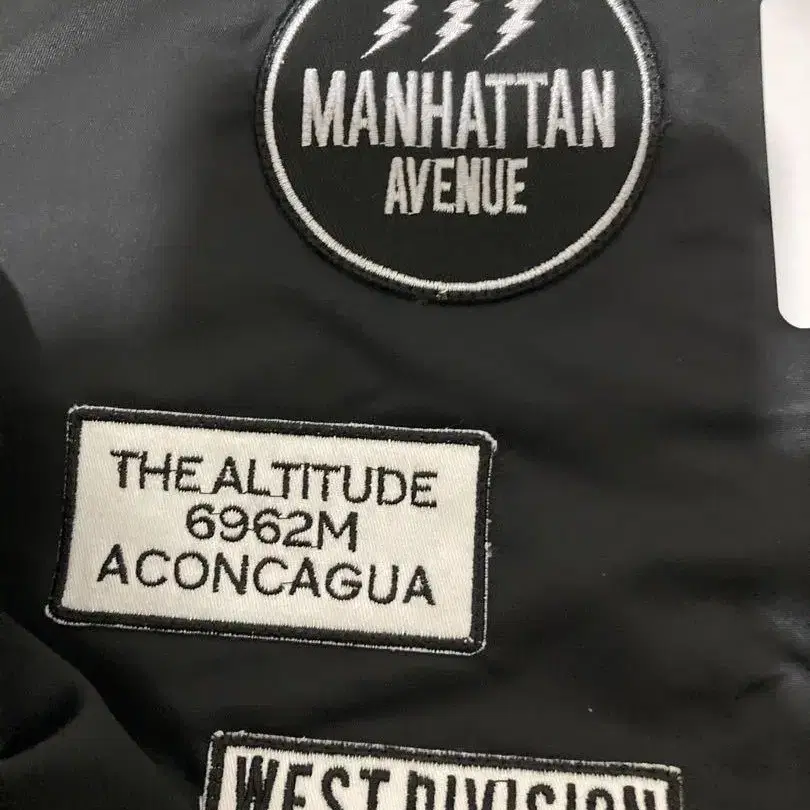 MANHATTAN
AVENUE
THE ALTITUDE
6962M
ACONCAGUA
WEST DIVISION